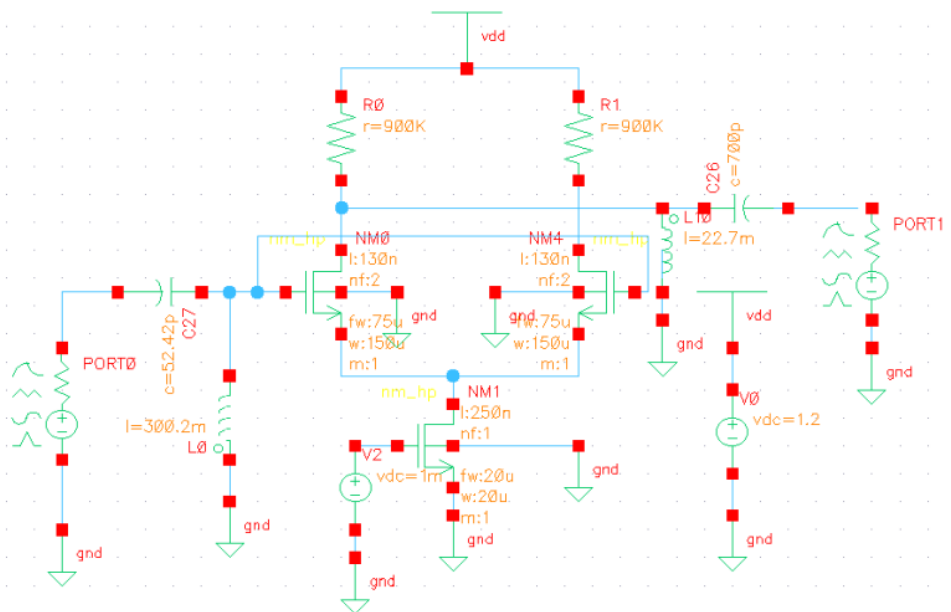 vdd
R0
r=900K
R1
r=900K
C26
c=700p
L10
l=22.7m
PORT1
nm_hp
NM0
l:130n
nf:2
gnd
fw:75u
w:150u
m:1
NM4
nm_hp
l:130n
nf:2
gnd
fw:75u
w:150u
m:1
gnd
vdd
gnd
V0
vdc=1.2
gnd
C27
c=52.42p
PORT0
l=300.2m
L0
gnd
gnd
nm_hp
NM1
l:250n
nf:1
V2
vdc=1m
fw:20u
w:20u
m:1
gnd
gnd
gnd